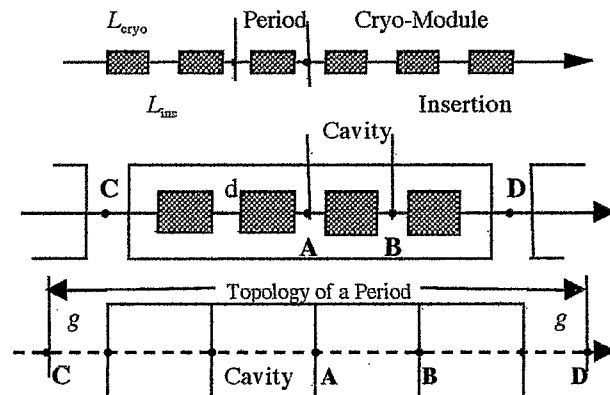 L_cryo Period Cryo-Module
L_ins Insertion
Cavity
C d D
A B
Topology of a Period
g g
C Cavity A B D